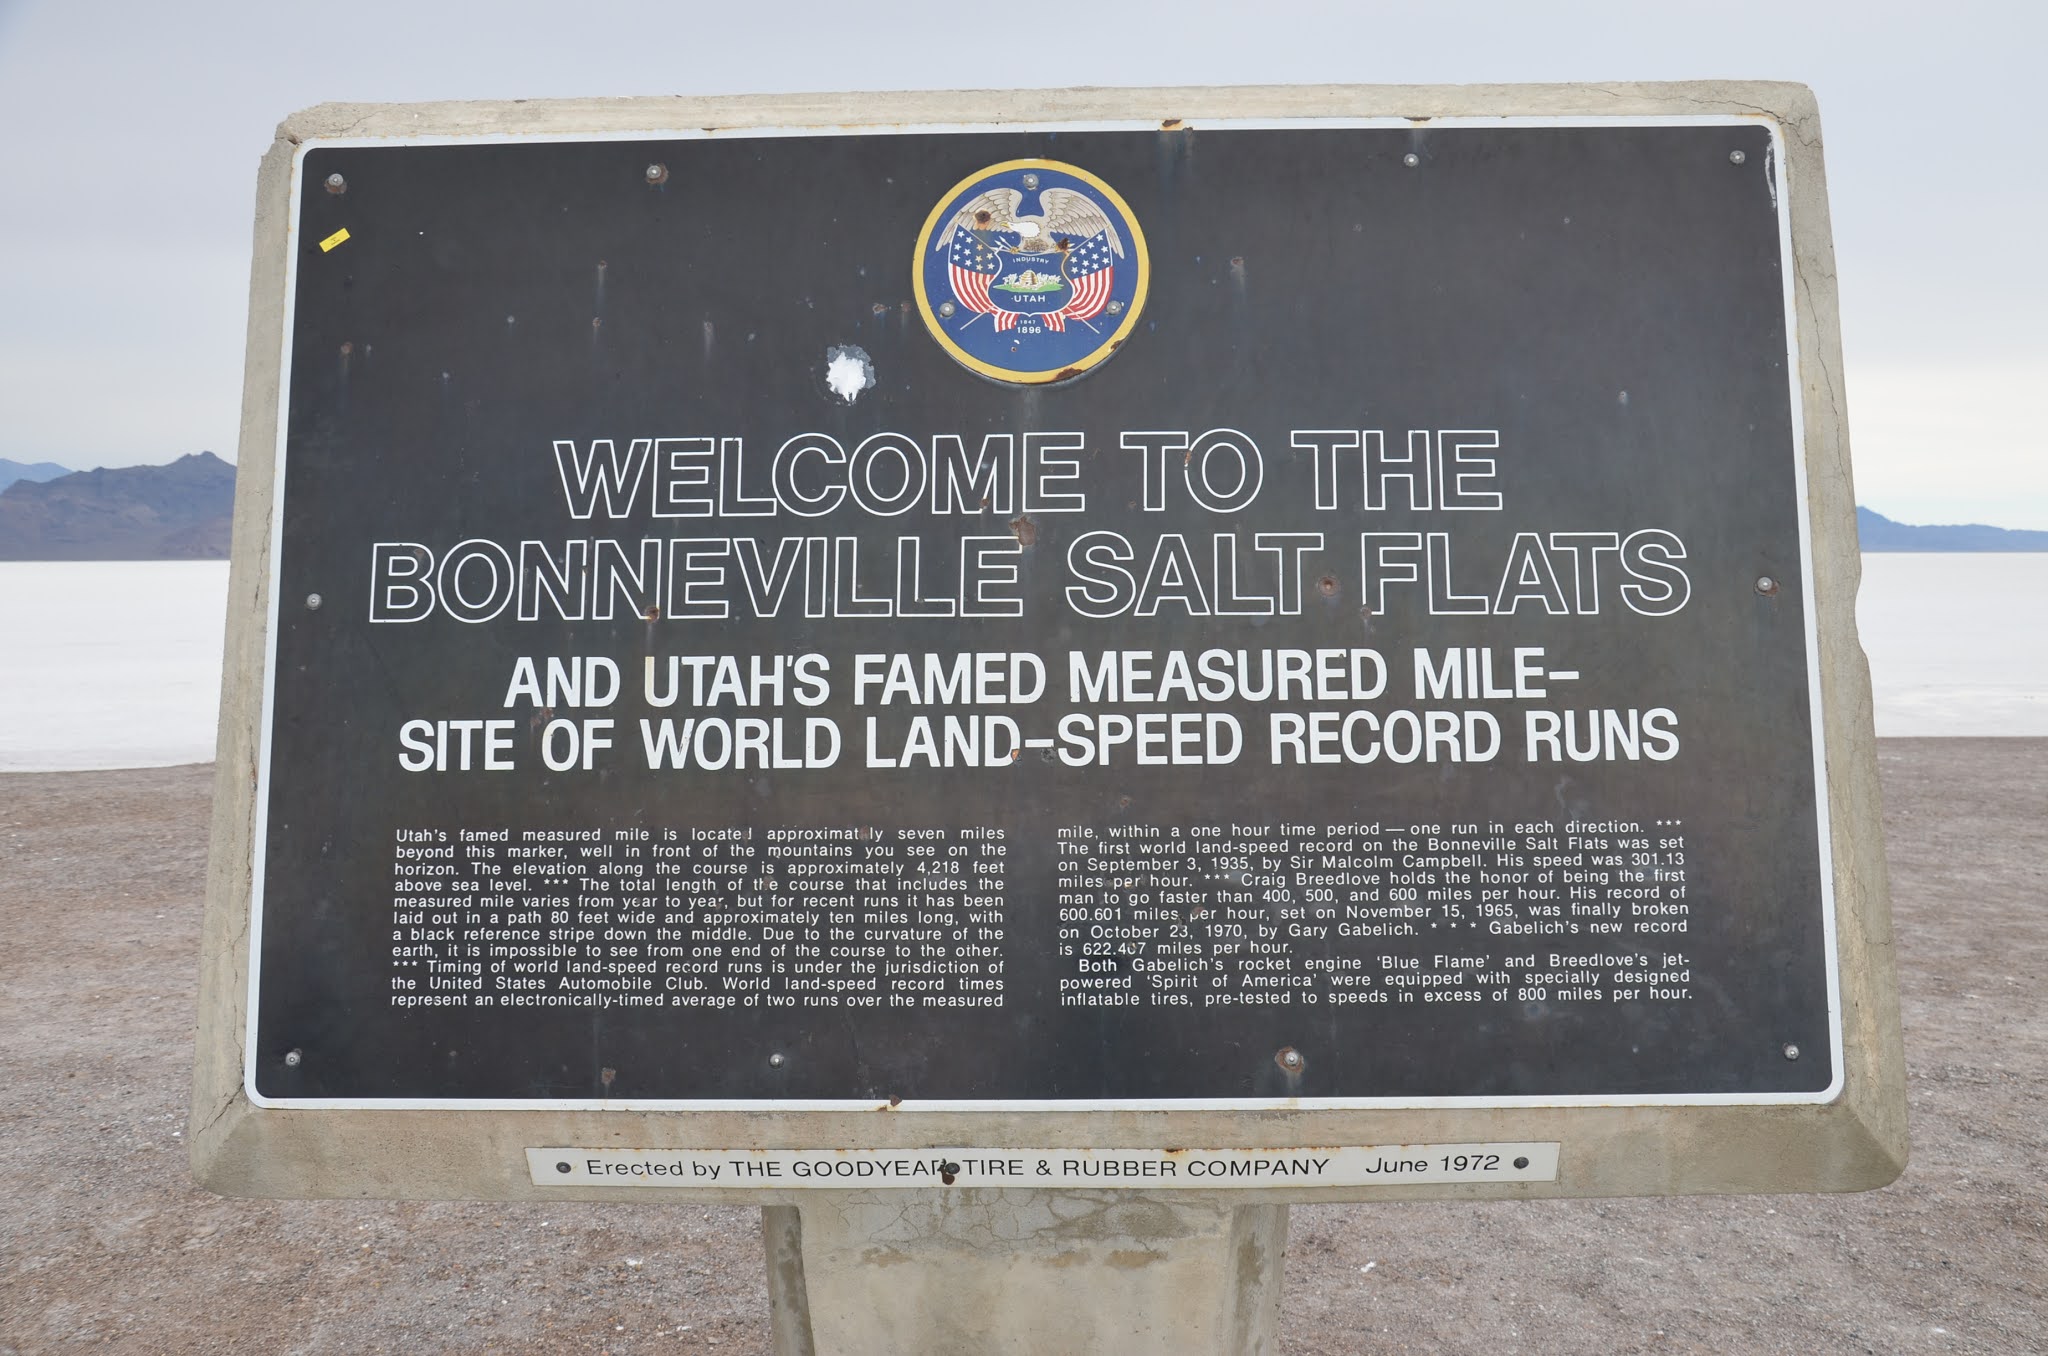 INDUSTRY
UTAH
1847
1896
WELCOME TO THE
BONNEVILLE SALT FLATS
AND UTAH'S FAMED MEASURED MILE–
SITE OF WORLD LAND–SPEED RECORD RUNS
Utah's famed measured mile is located approximately seven miles
beyond this marker, well in front of the mountains you see on the
horizon. The elevation along the course is approximately 4,218 feet
above sea level. *** The total length of the course that includes the
measured mile varies from year to year, but for recent runs it has been
laid out in a path 80 feet wide and approximately ten miles long, with
a black reference stripe down the middle. Due to the curvature of the
earth, it is impossible to see from one end of the course to the other.
*** Timing of world land-speed record runs is under the jurisdiction of
the United States Automobile Club. World land-speed record times
represent an electronically-timed average of two runs over the measured
mile, within a one hour time period — one run in each direction. ***
The first world land-speed record on the Bonneville Salt Flats was set
on September 3, 1935, by Sir Malcolm Campbell. His speed was 301.13
miles per hour. *** Craig Breedlove holds the honor of being the first
man to go faster than 400, 500, and 600 miles per hour. His record of
600.601 miles per hour, set on November 15, 1965, was finally broken
on October 23, 1970, by Gary Gabelich. * * * Gabelich's new record
is 622.407 miles per hour.
Both Gabelich's rocket engine 'Blue Flame' and Breedlove's jet-
powered 'Spirit of America' were equipped with specially designed
inflatable tires, pre-tested to speeds in excess of 800 miles per hour.
Erected by THE GOODYEAR TIRE & RUBBER COMPANY June 1972